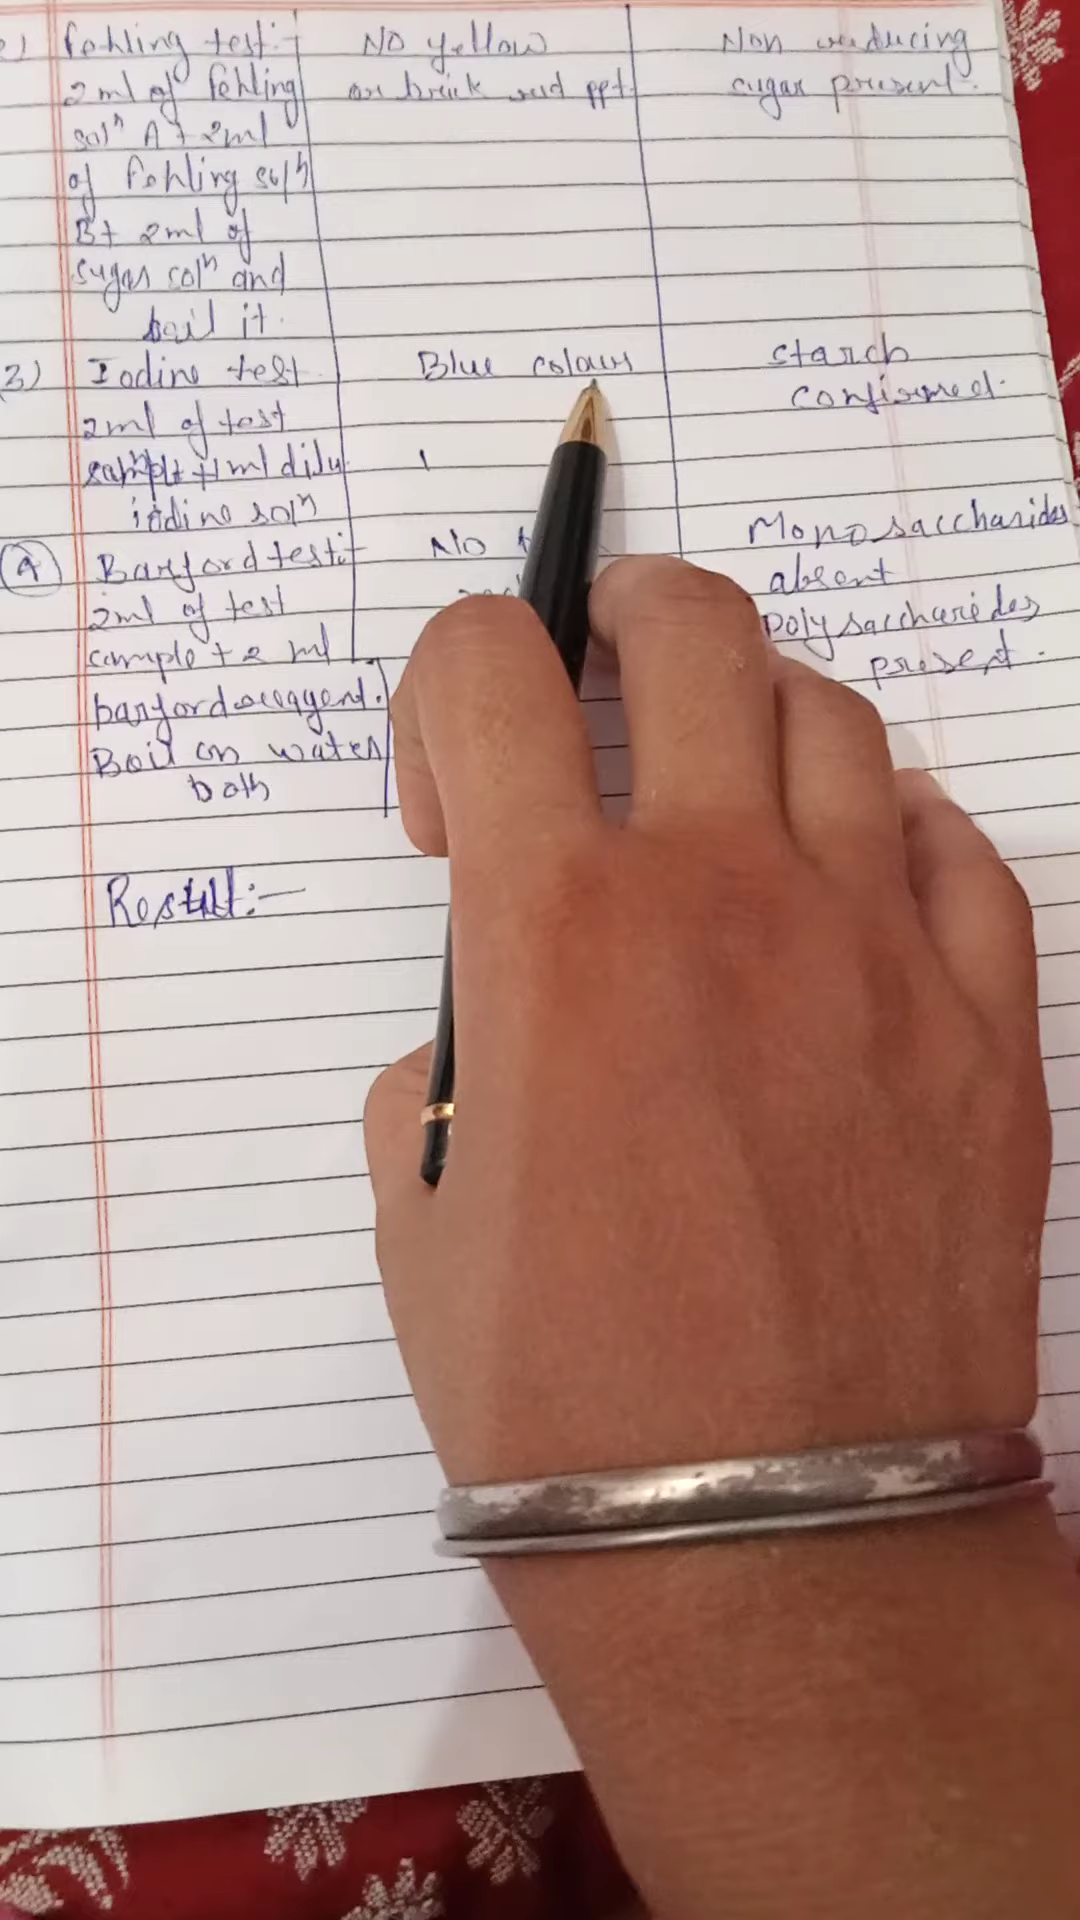 2) Fehling test:- No yellow Non reducing
2ml of Fehling or brick red ppt. sugar present.
solⁿ A + 2ml
of Fehling solⁿ
B+ 2ml of
sugar solⁿ and
boil it.
3) Iodine test Blue colour starch
2ml of test confirmed.
sample +1ml dilu
iodine solⁿ
4) Barford test:- No Monosaccharides
2ml of test absent
sample + 2 ml polysaccharides
barford reagent. present.
Boil on water
bath
Result:-